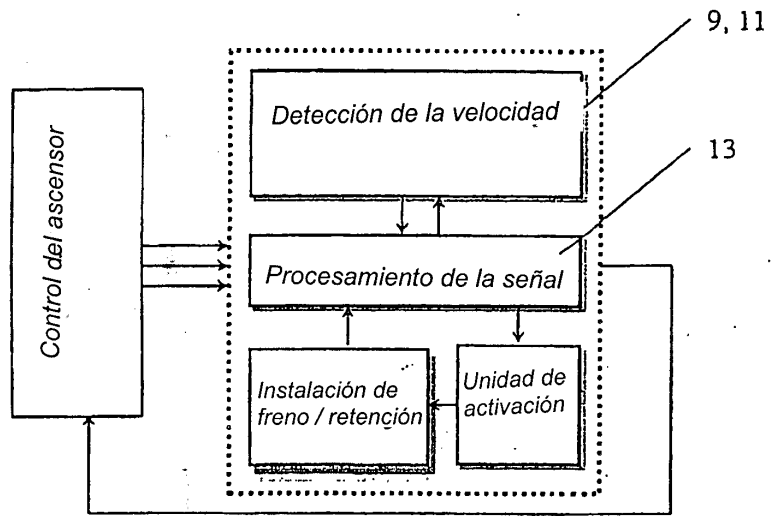 9, 11
Detección de la velocidad
13
Control del ascensor
Procesamiento de la señal
Instalación de
freno / retención
Unidad de
activación